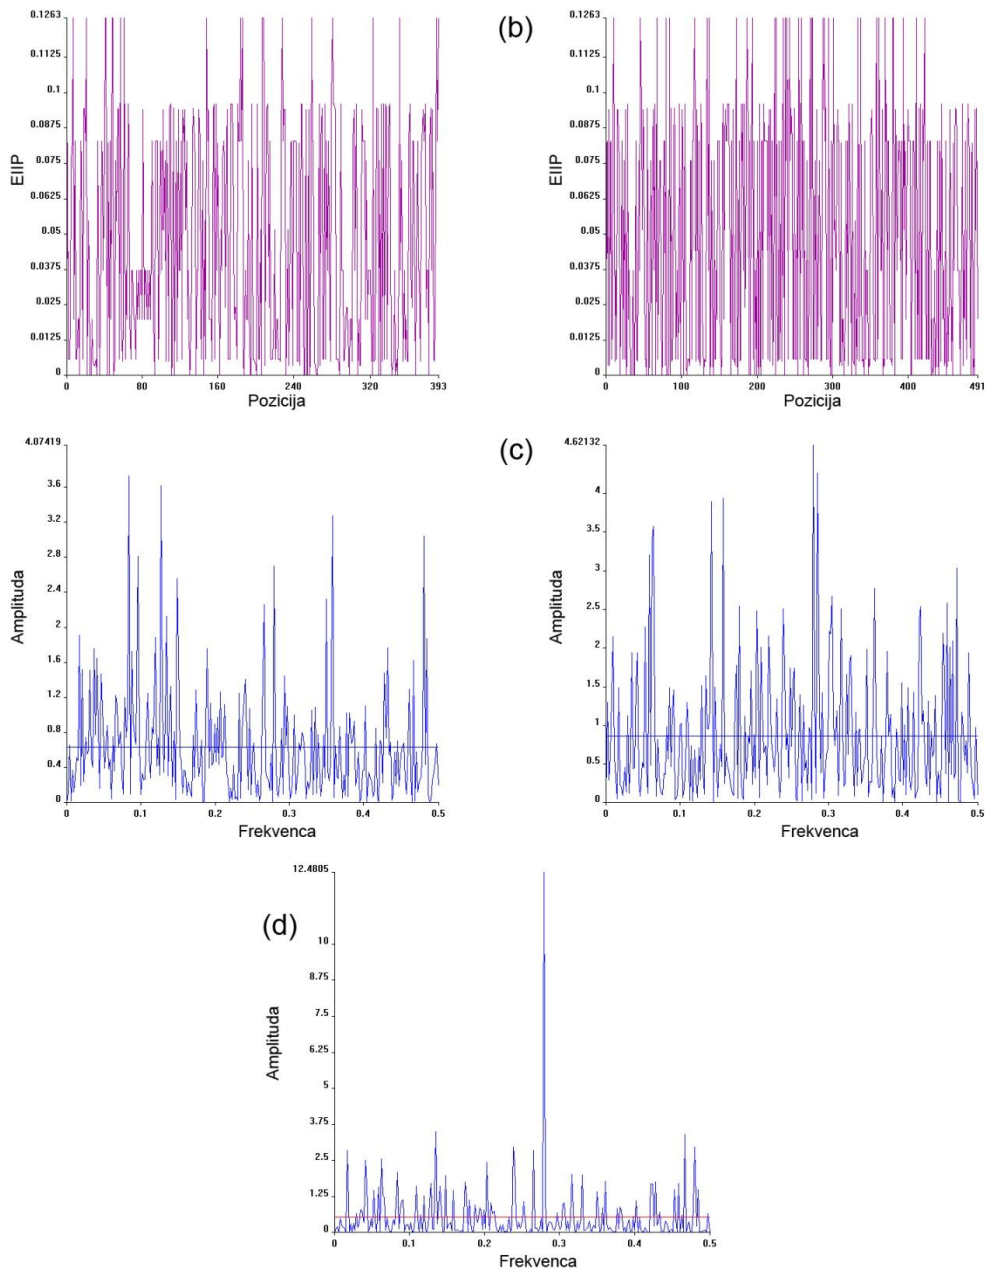 (b)
0.1263
0.1125
0.1
0.0875
0.075
0.0625
0.05
0.0375
0.025
0.0125
0
EIIP
0 80 160 240 320 393
Pozicija
0.1263
0.1125
0.1
0.0875
0.075
0.0625
0.05
0.0375
0.025
0.0125
0
EIIP
0 100 200 300 400 491
Pozicija
(c)
4.07419
3.6
3.2
2.8
2.4
2
1.6
1.2
0.8
0.4
0
Amplituda
0 0.1 0.2 0.3 0.4 0.5
Frekvenca
4.62132
4
3.5
3
2.5
2
1.5
1
0.5
0
Amplituda
0 0.1 0.2 0.3 0.4 0.5
Frekvenca
(d)
12.4805
10
8.75
7.5
6.25
5
3.75
2.5
1.25
0
Amplituda
0 0.1 0.2 0.3 0.4 0.5
Frekvenca